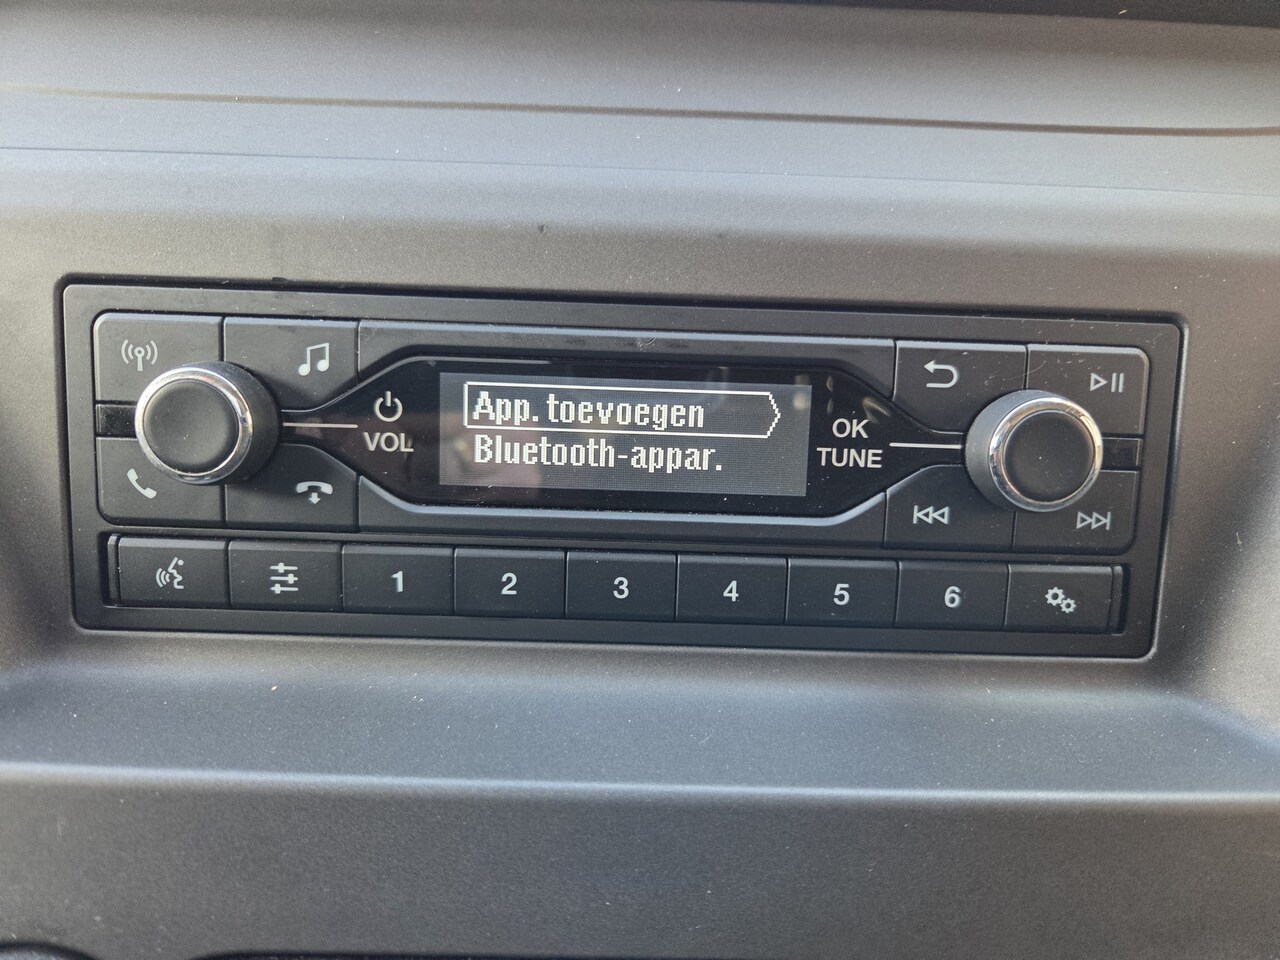 App. toevoegen
Bluetooth-appar.
VOL
OK
TUNE
1 2 3 4 5 6